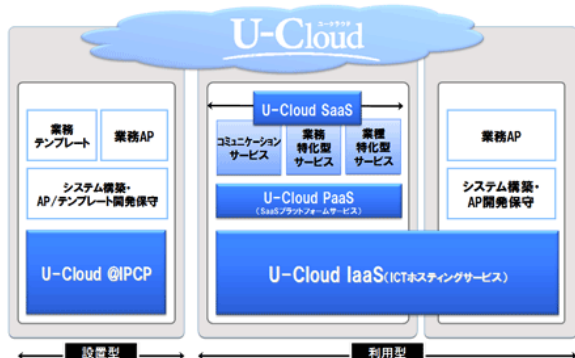 ユークラウド
U-Cloud
業務
テンプレート
業務AP
システム構築・
AP/テンプレート開発保守
U-Cloud @IPCP
U-Cloud SaaS
コミュニケーション
サービス
業務
特化型
サービス
業種
特化型
サービス
U-Cloud PaaS
(SaaSプラットフォームサービス)
業務AP
システム構築・
AP開発保守
U-Cloud IaaS(ICTホスティングサービス)
設置型
利用型